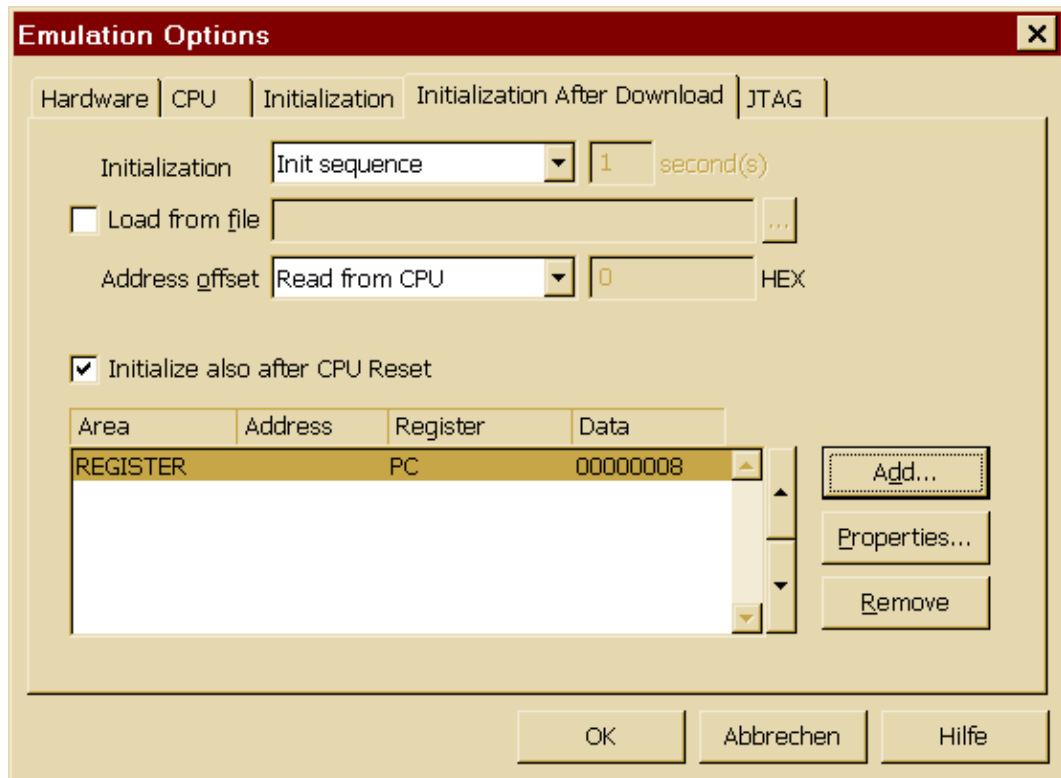 Emulation Options
Hardware CPU Initialization Initialization After Download JTAG
Initialization Init sequence 1 second(s)
Load from file ...
Address offset Read from CPU 0 HEX
Initialize also after CPU Reset
Area Address Register Data
REGISTER PC 00000008
Add...
Properties...
Remove
OK Abbrechen Hilfe